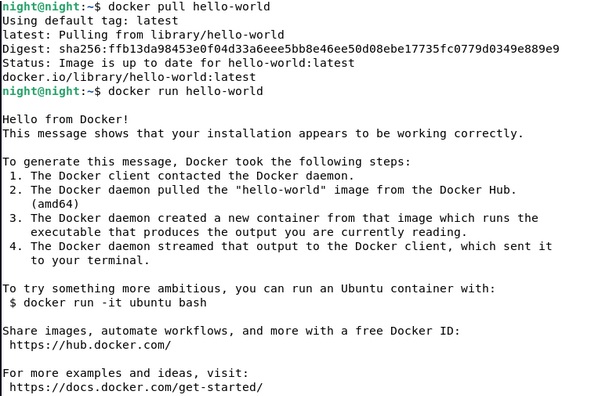 night@night:~$ docker pull hello-world
Using default tag: latest
latest: Pulling from library/hello-world
Digest: sha256:ffb13da98453e0f04d33a6eee5bb8e46ee50d08ebe17735fc0779d0349e889e9
Status: Image is up to date for hello-world:latest
docker.io/library/hello-world:latest
night@night:~$ docker run hello-world

Hello from Docker!
This message shows that your installation appears to be working correctly.

To generate this message, Docker took the following steps:
 1. The Docker client contacted the Docker daemon.
 2. The Docker daemon pulled the "hello-world" image from the Docker Hub.
    (amd64)
 3. The Docker daemon created a new container from that image which runs the
    executable that produces the output you are currently reading.
 4. The Docker daemon streamed that output to the Docker client, which sent it
    to your terminal.

To try something more ambitious, you can run an Ubuntu container with:
 $ docker run -it ubuntu bash

Share images, automate workflows, and more with a free Docker ID:
 https://hub.docker.com/

For more examples and ideas, visit:
 https://docs.docker.com/get-started/